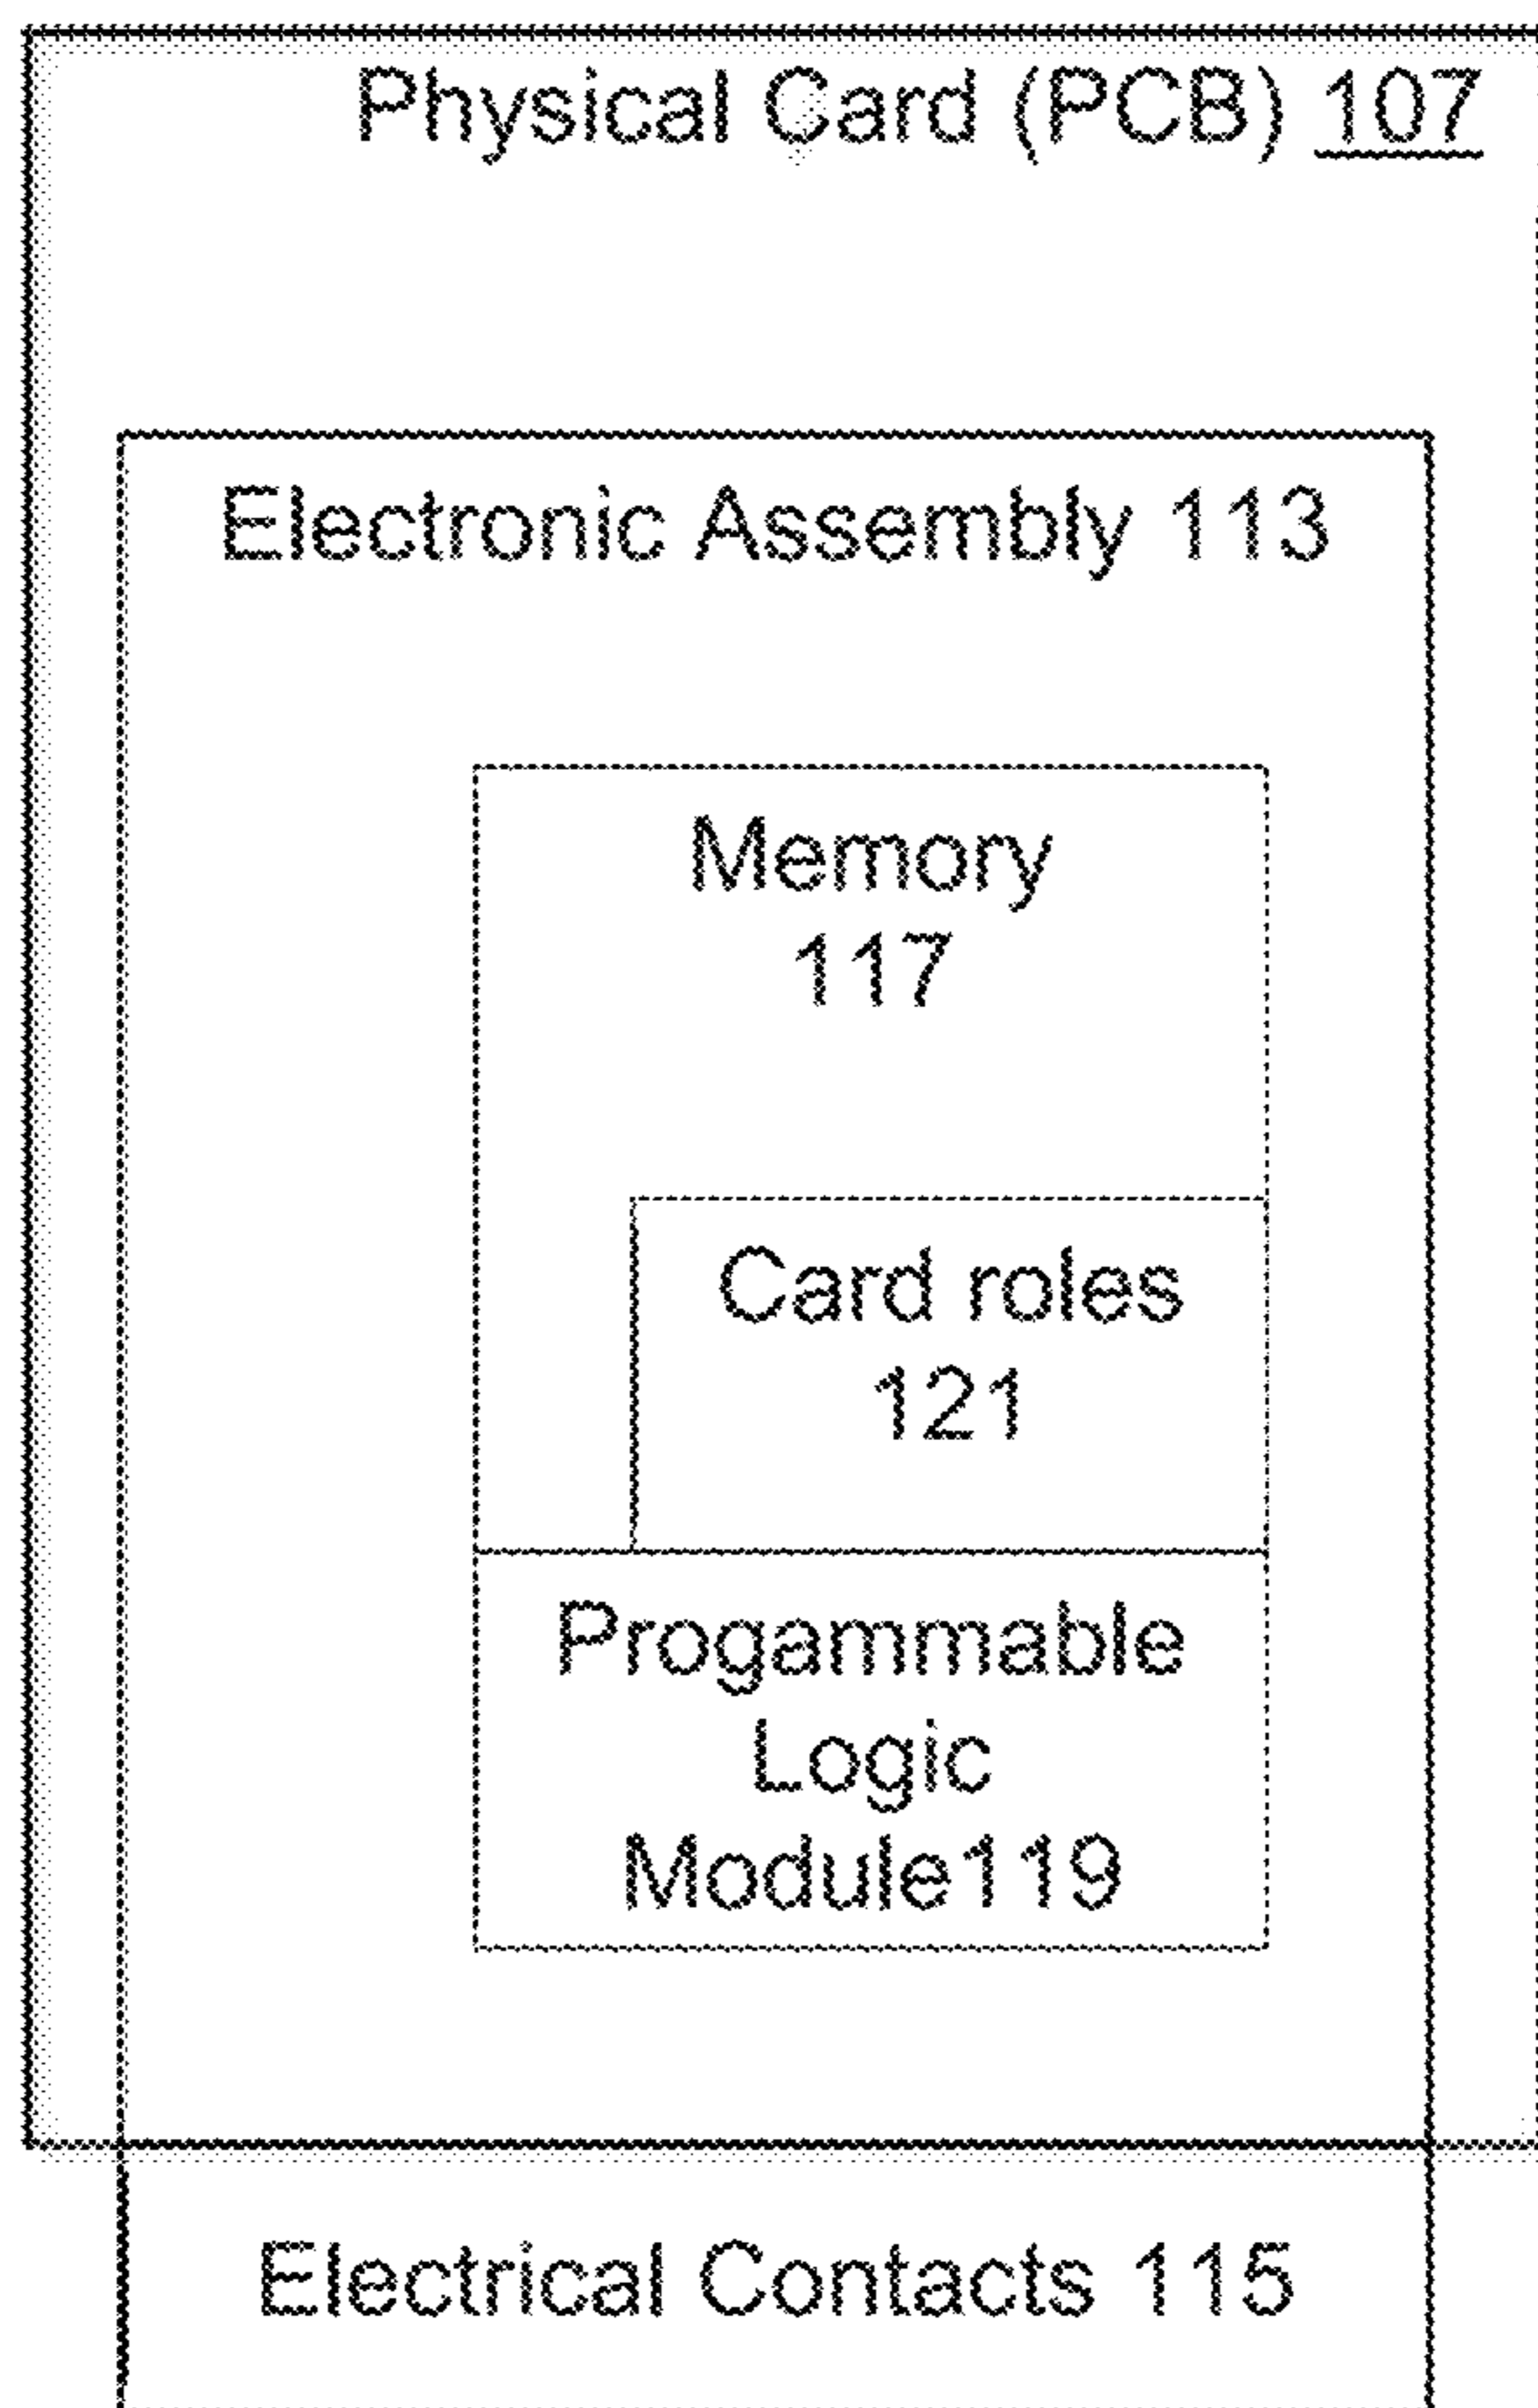 Physical Card (PCB) 107
Electronic Assembly 113
Memory
117
Card roles
121
Progammable
Logic
Module119
Electrical Contacts 115